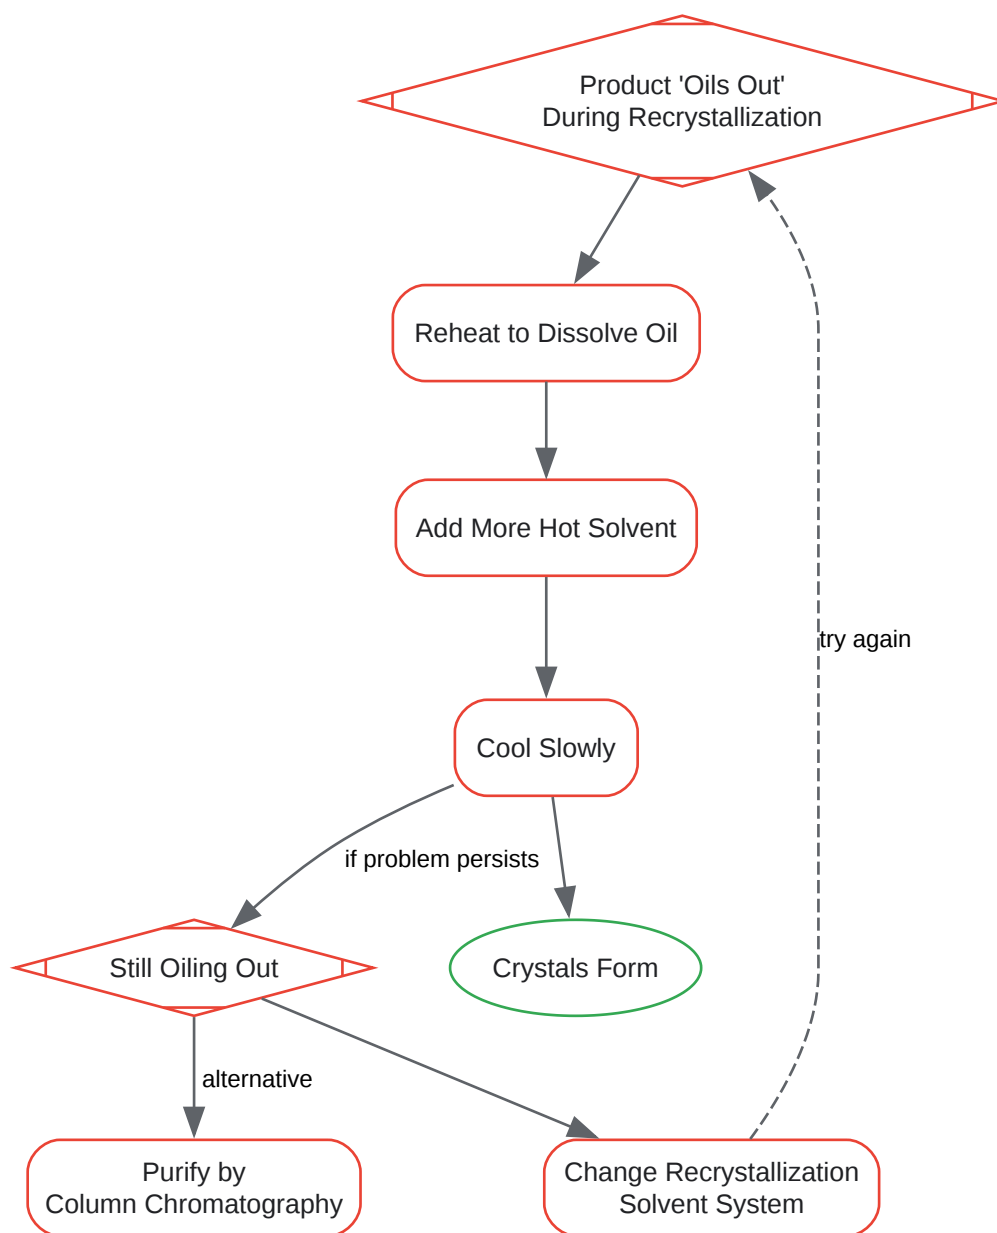 Product 'Oils Out'
During Recrystallization
Reheat to Dissolve Oil
Add More Hot Solvent
try again
Cool Slowly
if problem persists
Still Oiling Out
Crystals Form
alternative
Purify by
Column Chromatography
Change Recrystallization
Solvent System